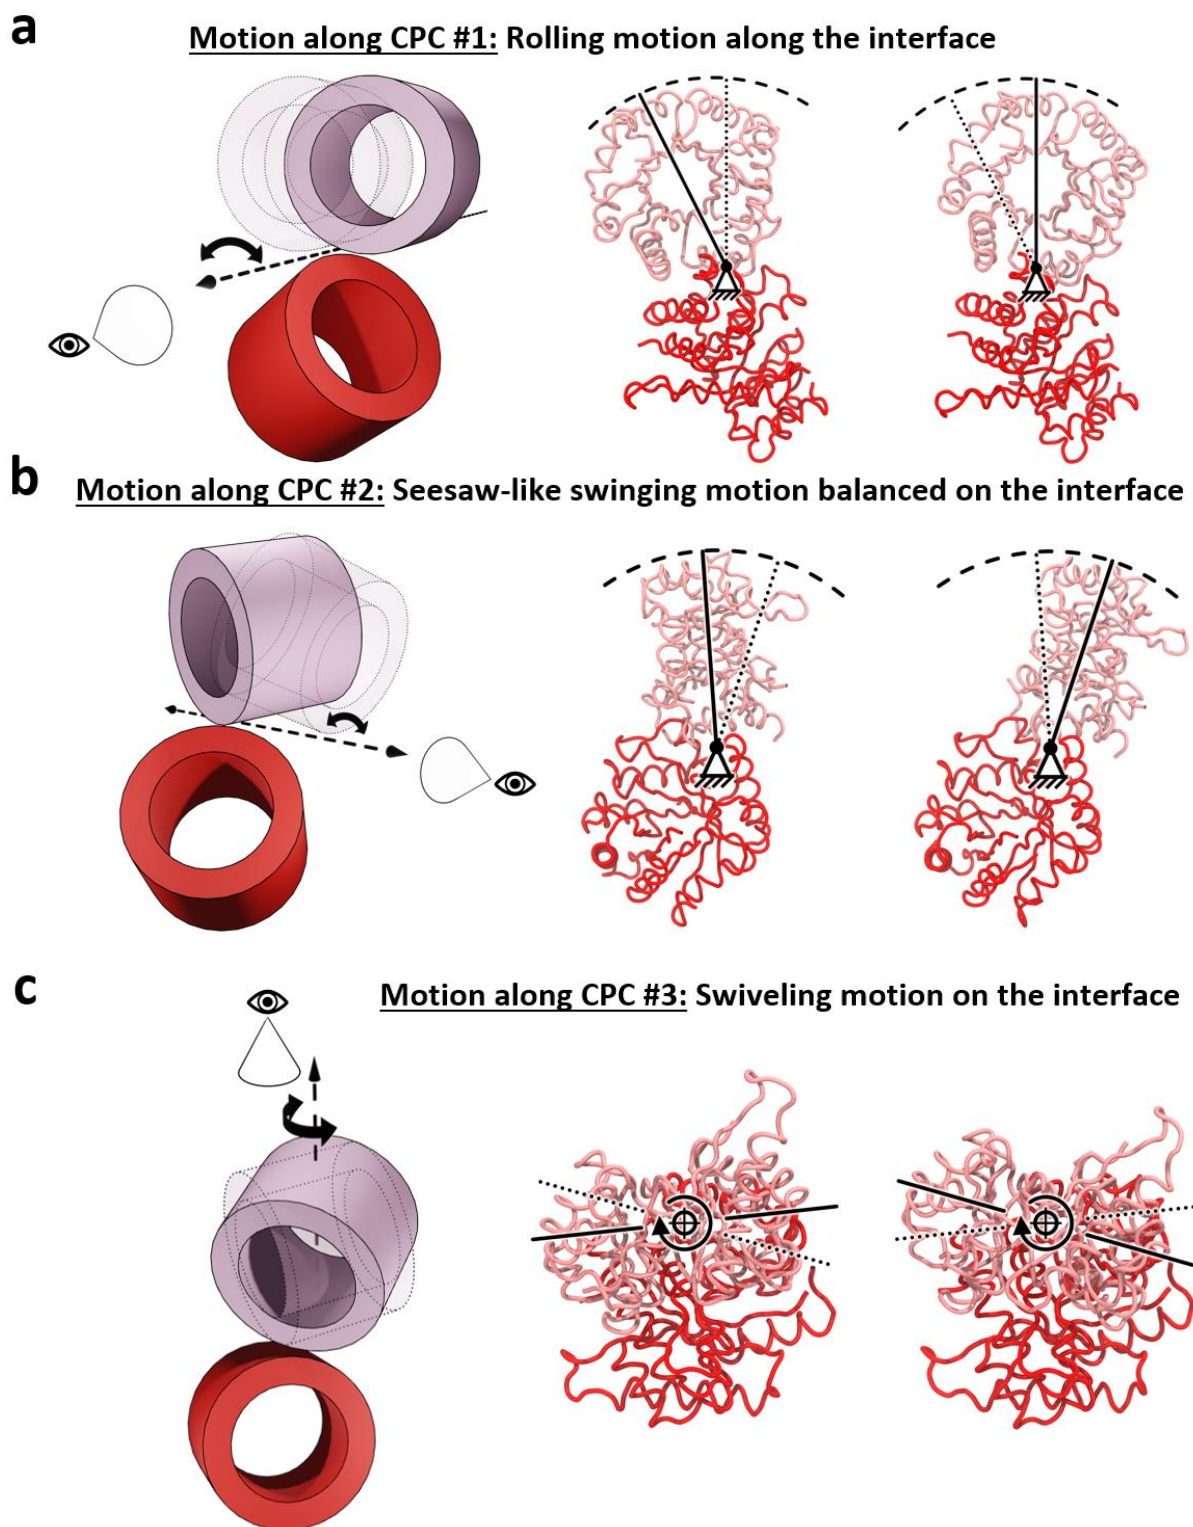 a
Motion along CPC #1: Rolling motion along the interface
b
Motion along CPC #2: Seesaw-like swinging motion balanced on the interface
c
Motion along CPC #3: Swiveling motion on the interface